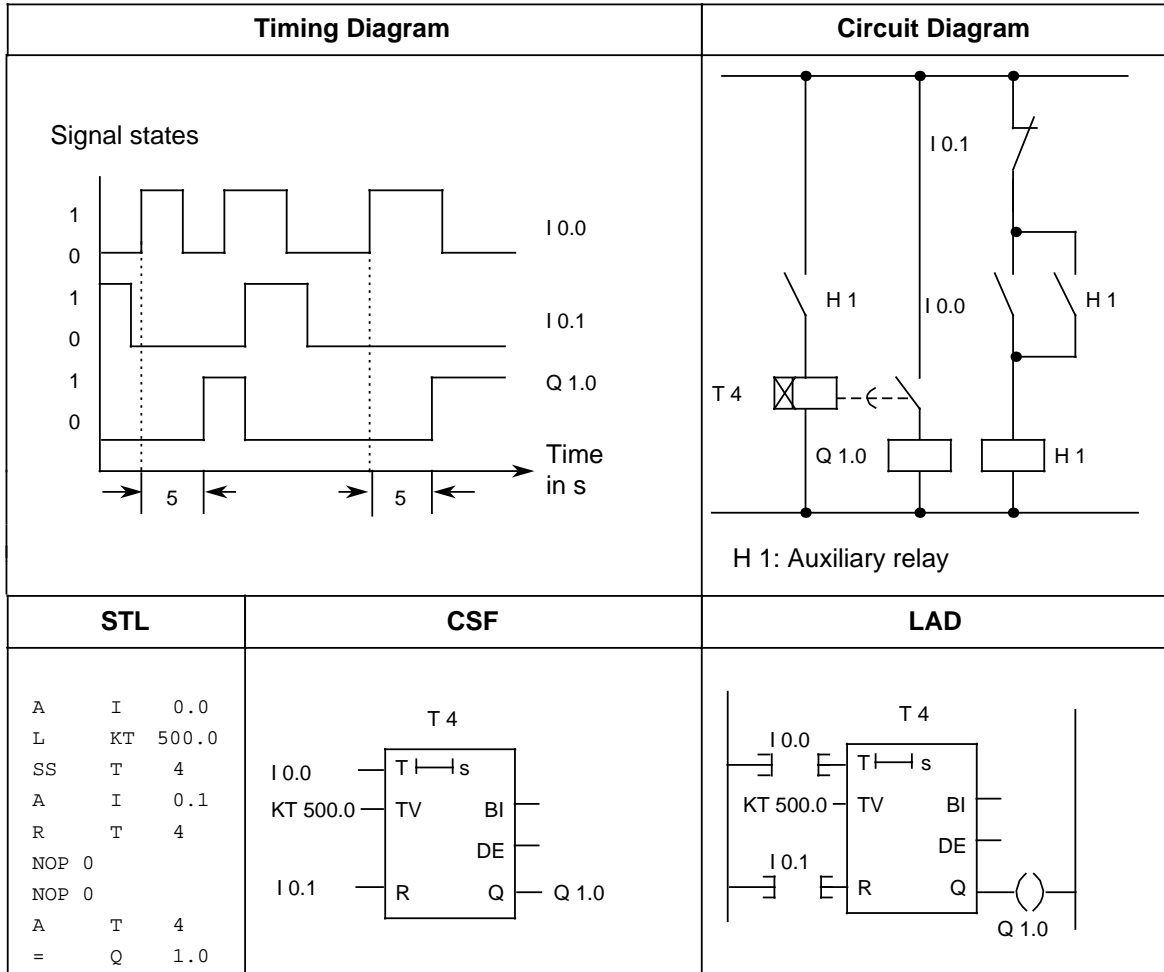 Timing Diagram
Circuit Diagram
Signal states
1
0
I 0.0
1
0
I 0.1
1
0
Q 1.0
Time
in s
5
5
I 0.1
H 1
I 0.0
H 1
T 4
Q 1.0
H 1
H 1: Auxiliary relay
STL
CSF
LAD
A I 0.0
L KT 500.0
SS T 4
A I 0.1
R T 4
NOP 0
NOP 0
A T 4
= Q 1.0
T 4
I 0.0
T s
KT 500.0
TV
BI
DE
I 0.1
R
Q
Q 1.0
T 4
I 0.0
T s
KT 500.0
TV
BI
DE
I 0.1
R
Q
Q 1.0